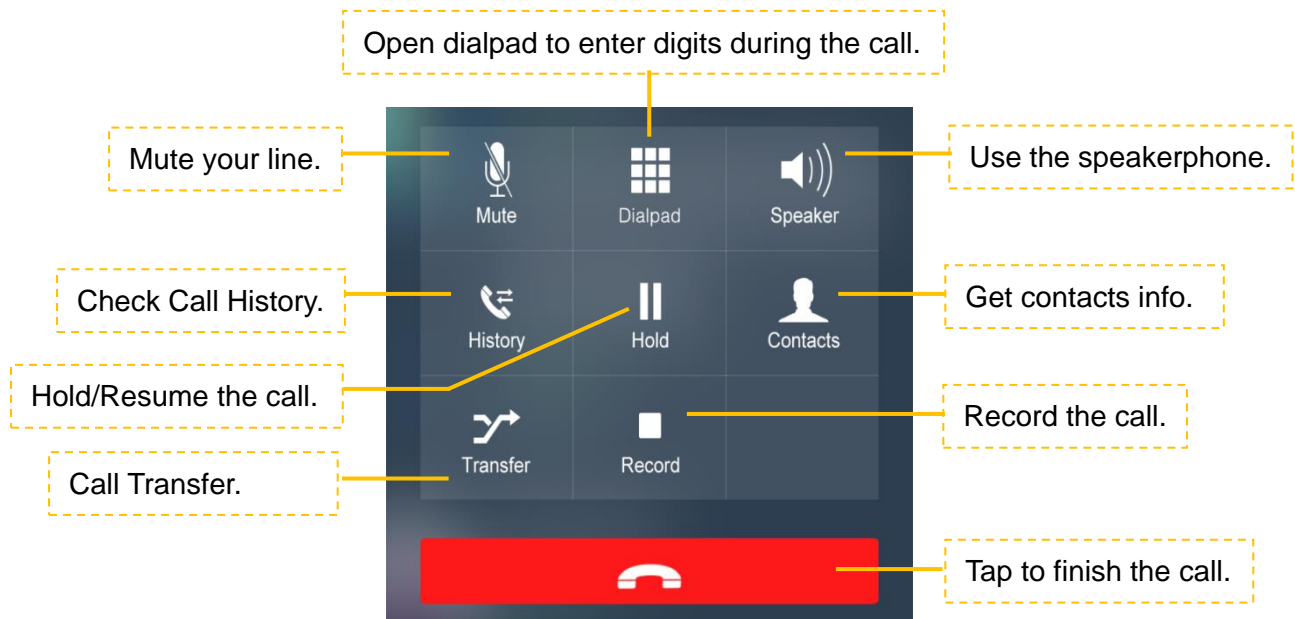 Open dialpad to enter digits during the call.
Mute your line.
Use the speakerphone.
Mute
Dialpad
Speaker
Check Call History.
Get contacts info.
History
Hold
Contacts
Hold/Resume the call.
Record the call.
Transfer
Record
Call Transfer.
Tap to finish the call.